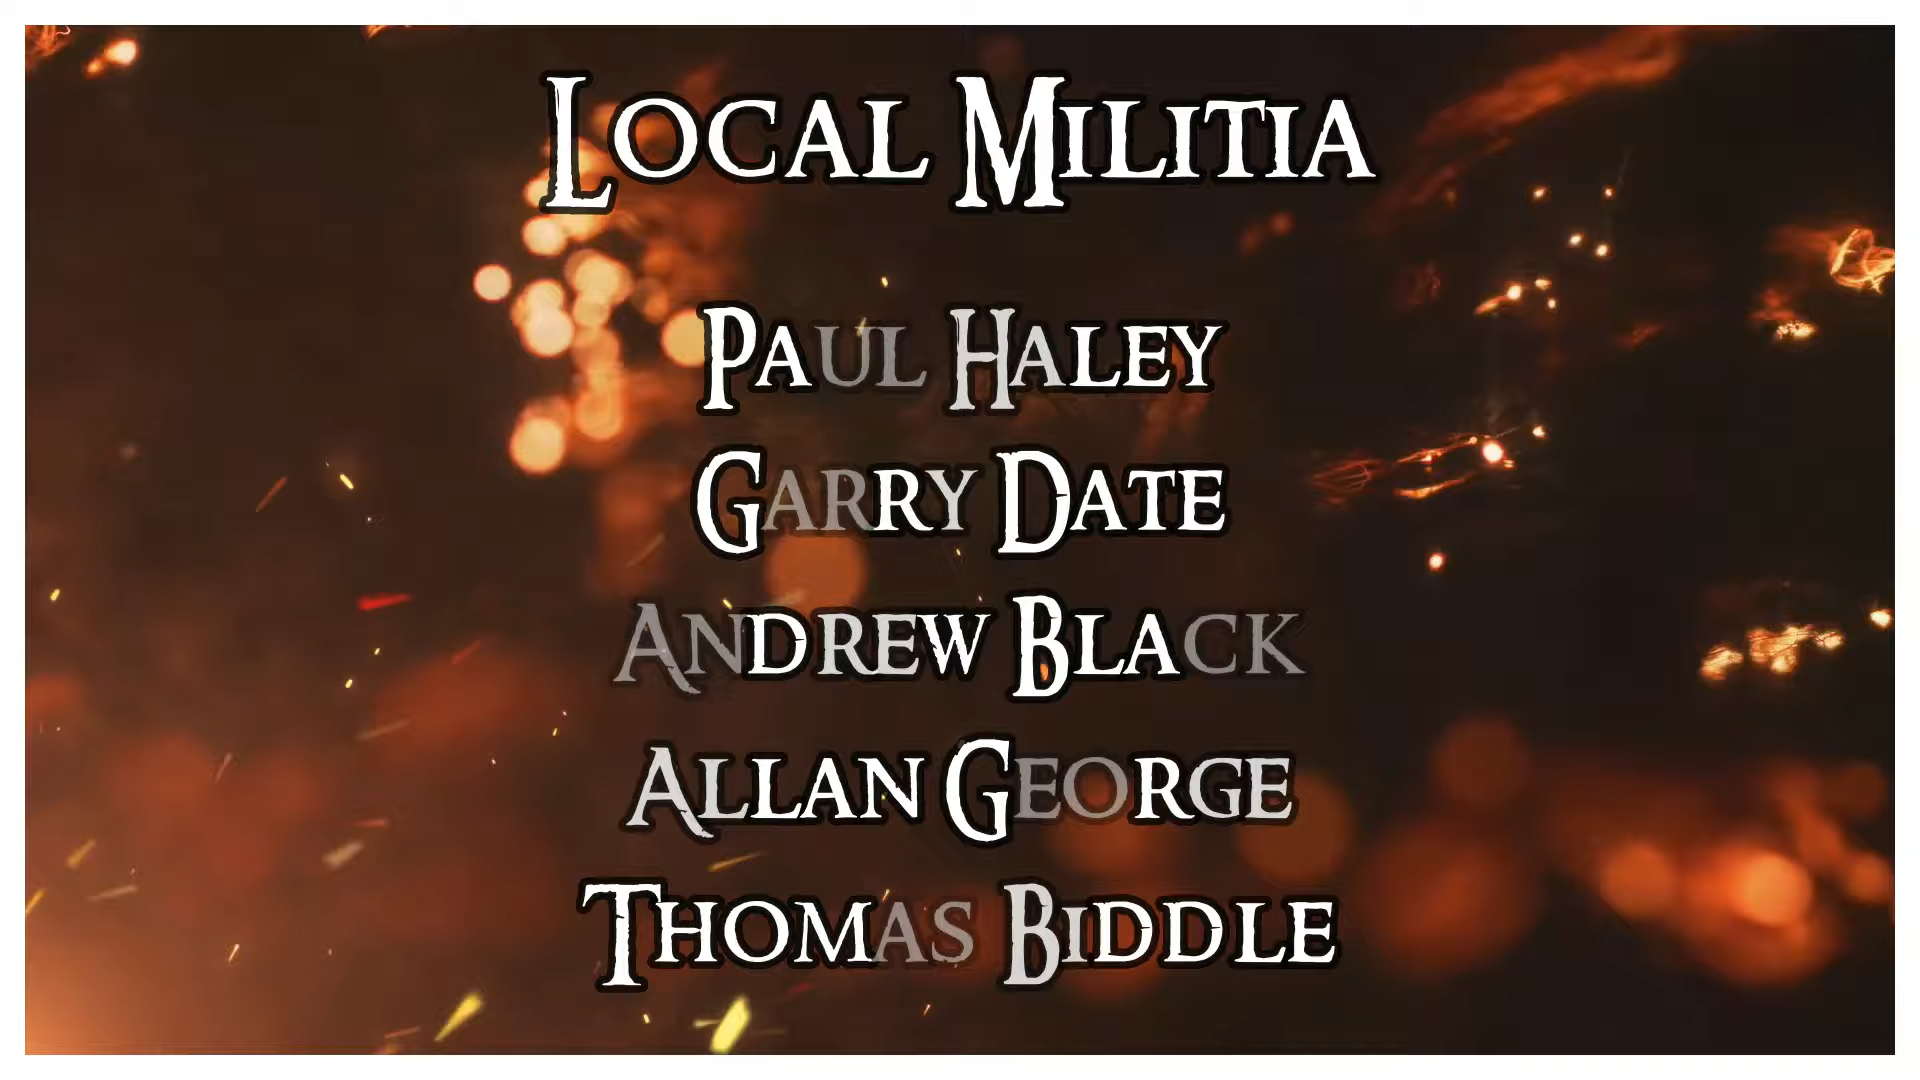 Local Militia
Paul Haley
Garry Date
Andrew Black
Allan George
Thomas Biddle